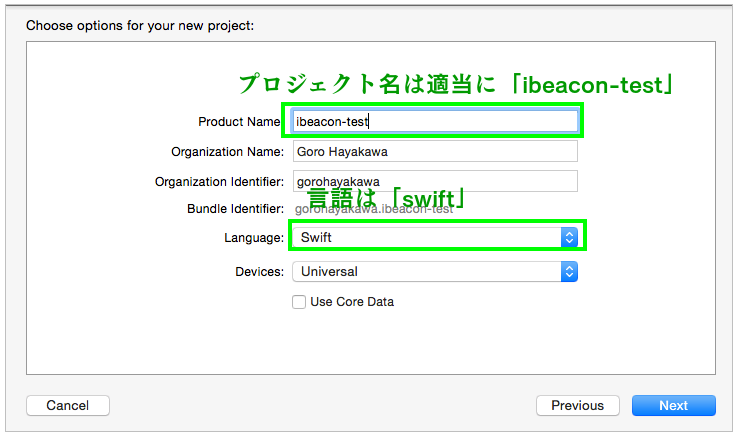 Choose options for your new project:
プロジェクト名は適当に「ibeacon-test」
Product Name: ibeacon-test
Organization Name: Goro Hayakawa
Organization Identifier: gorohayakawa
言語は「swift」
Bundle Identifier: gorohayakawa.ibeacon-test
Language: Swift
Devices: Universal
Use Core Data
Cancel Previous Next